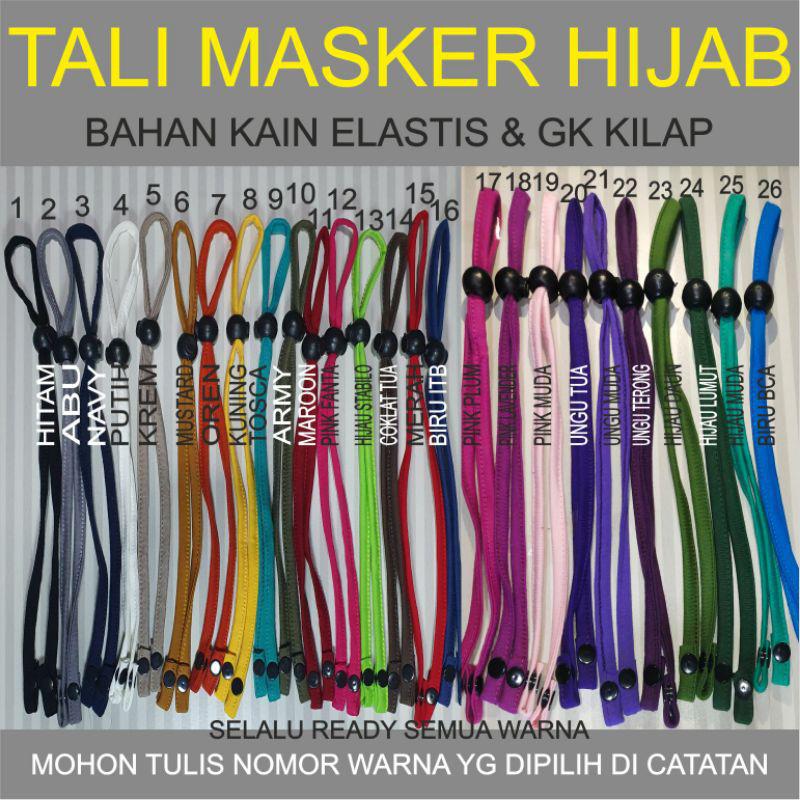 TALI MASKER HIJAB
BAHAN KAIN ELASTIS & GK KILAP
1 2 3 4 5 6 7 8 9 10 11 12 13 14 15 16 17 18 19 20 21 22 23 24 25 26
HITAM
ABU
NAVY
PUTIH
KREM
MUSTARD
OREN
KUNING
TOSCA
ARMY
MAROON
PINK FANTA
HIJAU STABILO
COKLAT TUA
MERAH
BIRU ITB
PINK PLUM
PINK LAVENDER
PINK MUDA
UNGU TUA
UNGU MUDA
UNGU TERONG
HIJAU DAUN
HIJAU LUMUT
HIJAU MUDA
BIRU BCA
SELALU READY SEMUA WARNA
MOHON TULIS NOMOR WARNA YG DIPILIH DI CATATAN